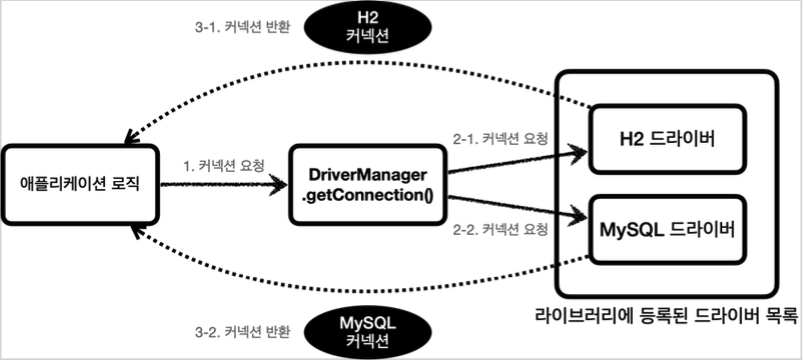 3-1. 커넥션 반환
H2
커넥션
애플리케이션 로직
1. 커넥션 요청
DriverManager
.getConnection()
2-1. 커넥션 요청
2-2. 커넥션 요청
H2 드라이버
MySQL 드라이버
라이브러리에 등록된 드라이버 목록
3-2. 커넥션 반환
MySQL
커넥션